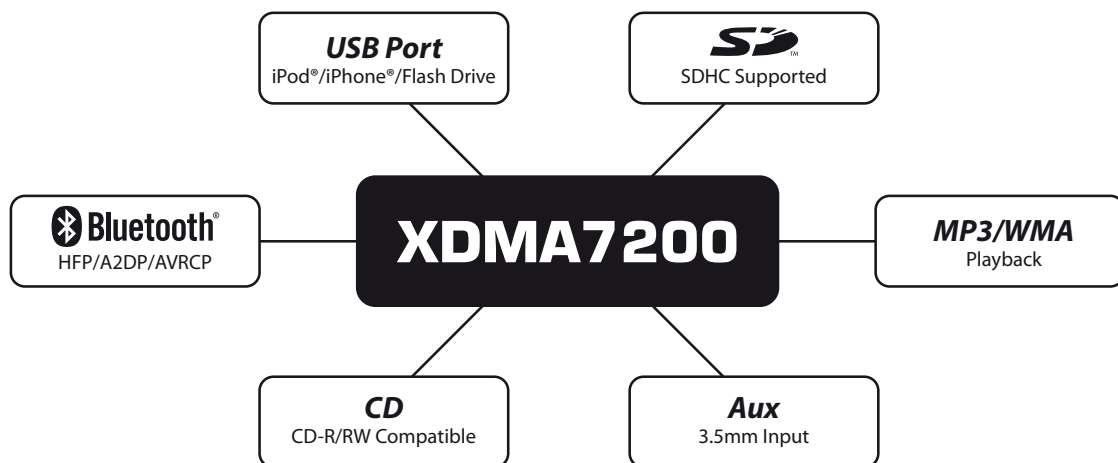 USB Port
iPod®/iPhone®/Flash Drive
SD™
SDHC Supported
Bluetooth®
HFP/A2DP/AVRCP
XDMA7200
MP3/WMA
Playback
CD
CD-R/RW Compatible
Aux
3.5mm Input